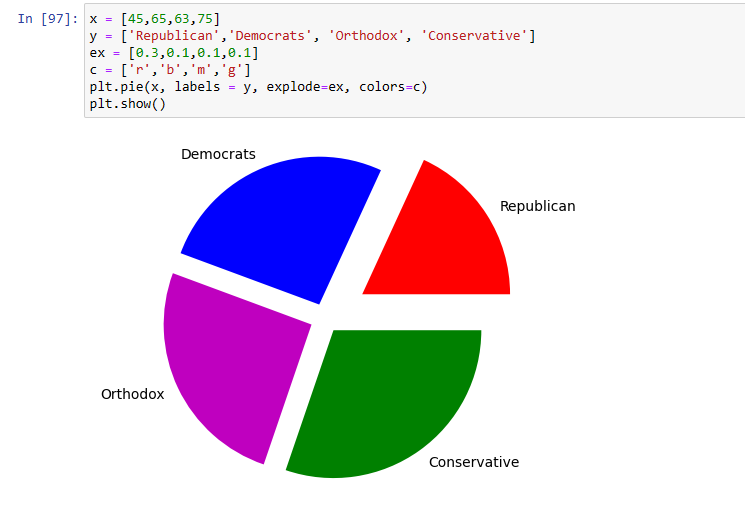 In [97]: x = [45,65,63,75]
y = ['Republican','Democrats', 'Orthodox', 'Conservative']
ex = [0.3,0.1,0.1,0.1]
c = ['r','b','m','g']
plt.pie(x, labels = y, explode=ex, colors=c)
plt.show()
Democrats
Republican
Orthodox
Conservative